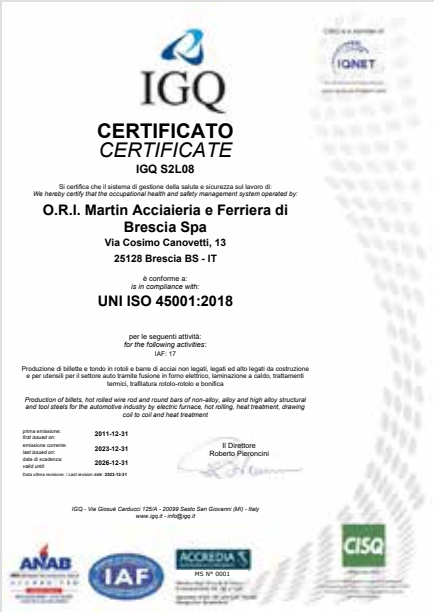 CISQ is a member of
IQNET
IGQ
CERTIFICATO
CERTIFICATE
IGQ S2L08
Si certifica che il sistema di gestione della salute e sicurezza sul lavoro di:
We hereby certify that the occupational health and safety management system operated by:
O.R.I. Martin Acciaieria e Ferriera di
Brescia Spa
Via Cosimo Canovetti, 13
25128 Brescia BS - IT
è conforme a:
is in compliance with:
UNI ISO 45001:2018
per le seguenti attività:
for the following activities:
IAF: 17
Produzione di billette e tondo in rotoli e barre di acciai non legati, legati ed alto legati da costruzione
e per utensili per il settore auto tramite fusione in forno elettrico, laminazione a caldo, trattamenti
termici, trafilatura rotolo-rotolo e bonifica
Production of billets, hot rolled wire rod and round bars of non-alloy, alloy and high alloy structural
and tool steels for the automotive industry by electric furnace, hot rolling, heat treatment, drawing
coil to coil and heat treatment
prima emissione:
first issued on:
2011-12-31
emissione corrente:
last issued on:
2023-12-31
data di scadenza:
valid until:
2026-12-31
Data ultima revisione: / Last revision date: 2023-12-31
Il Direttore
Roberto Pieroncini
IGQ - Via Giosuè Carducci 125/A - 20099 Sesto San Giovanni (MI) - Italy
www.igq.it - info@igq.it
ANAB
IAF
ACCREDIA
MS N° 0001
CISQ